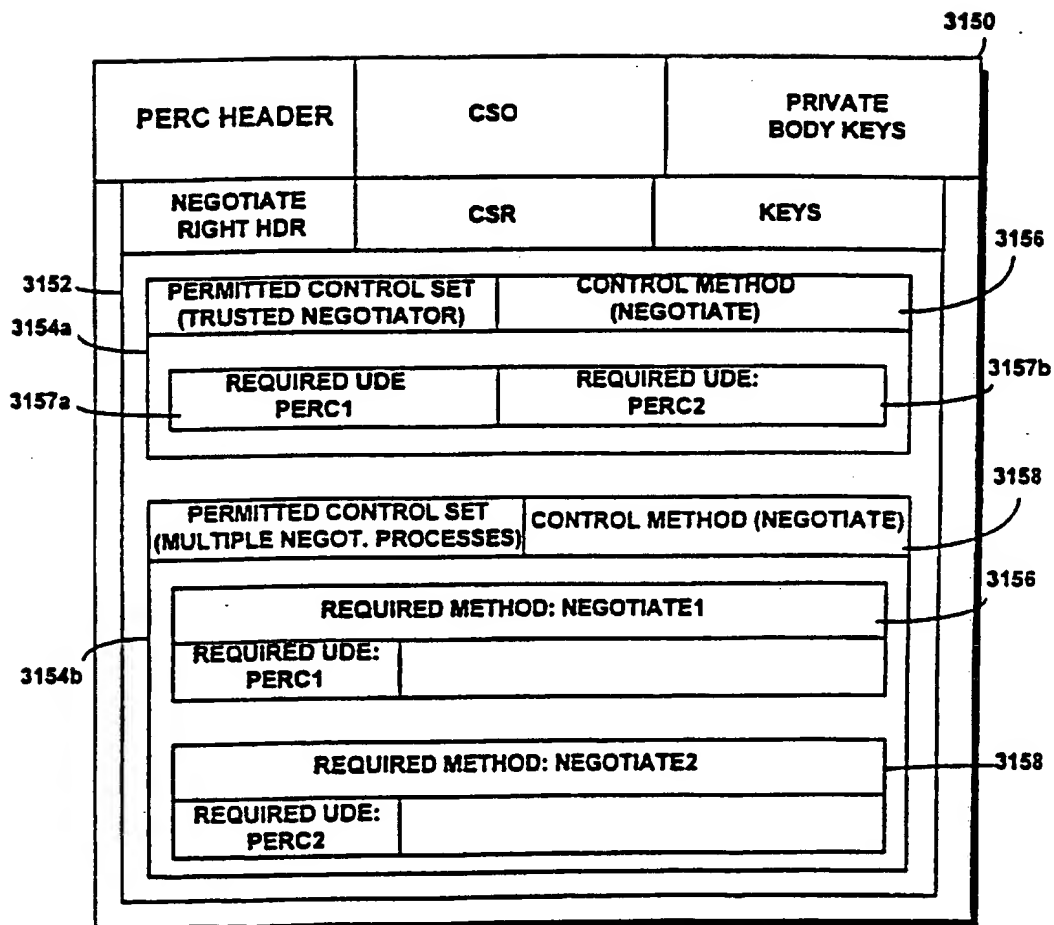 3150
PERC HEADER
CSO
PRIVATE
BODY KEYS
NEGOTIATE
RIGHT HDR
CSR
KEYS
3156
3152
3154a
PERMITTED CONTROL SET
(TRUSTED NEGOTIATOR)
CONTROL METHOD
(NEGOTIATE)
3157a
REQUIRED UDE
PERC1
REQUIRED UDE:
PERC2
3157b
3158
PERMITTED CONTROL SET
(MULTIPLE NEGOT. PROCESSES)
CONTROL METHOD (NEGOTIATE)
3156
REQUIRED METHOD: NEGOTIATE1
3154b
REQUIRED UDE:
PERC1
REQUIRED METHOD: NEGOTIATE2
3158
REQUIRED UDE:
PERC2